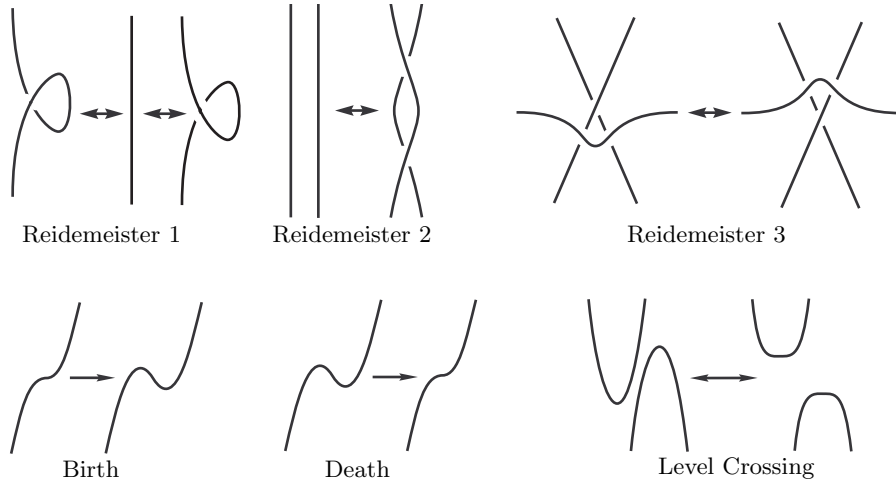 Reidemeister 1
Reidemeister 2
Reidemeister 3
Birth
Death
Level Crossing